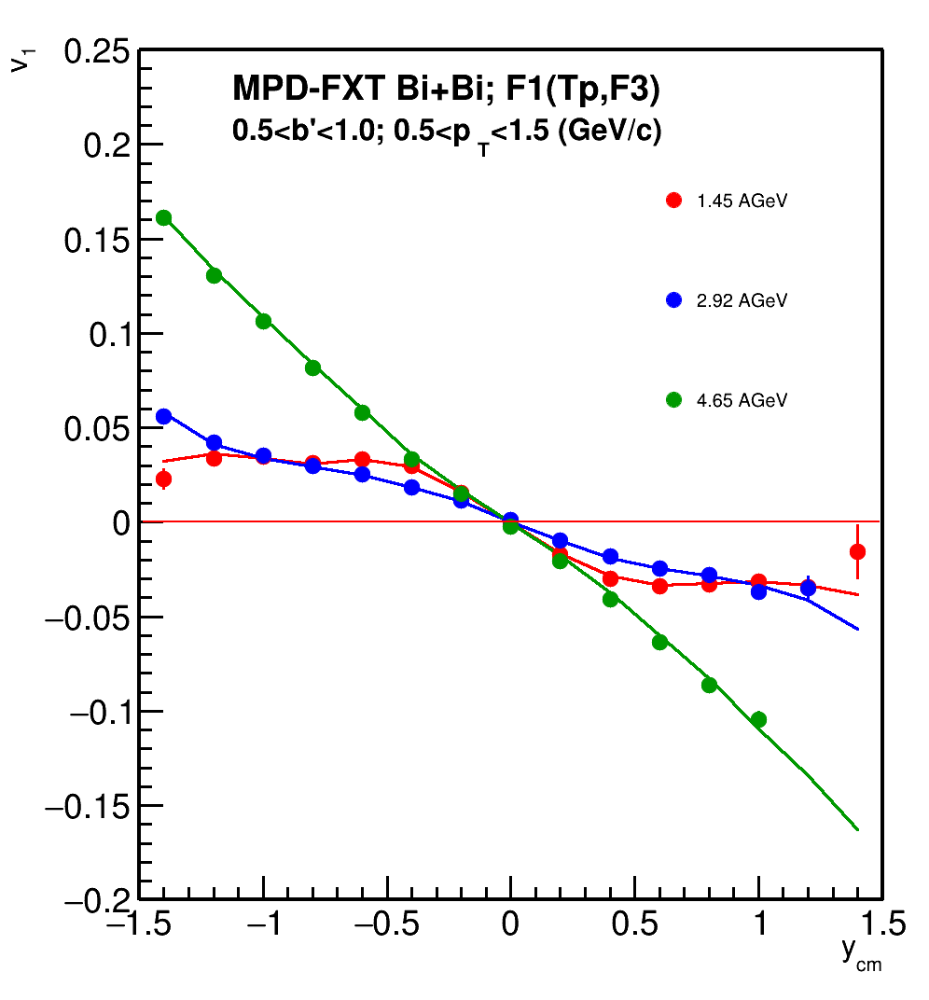 v1
0.25
MPD-FXT Bi+Bi; F1(Tp,F3)
0.5<b'<1.0; 0.5<pT<1.5 (GeV/c)
0.2
1.45 AGeV
0.15
2.92 AGeV
0.1
4.65 AGeV
0.05
0
−0.05
−0.1
−0.15
−0.2
−1.5 −1 −0.5 0 0.5 1 1.5
ycm